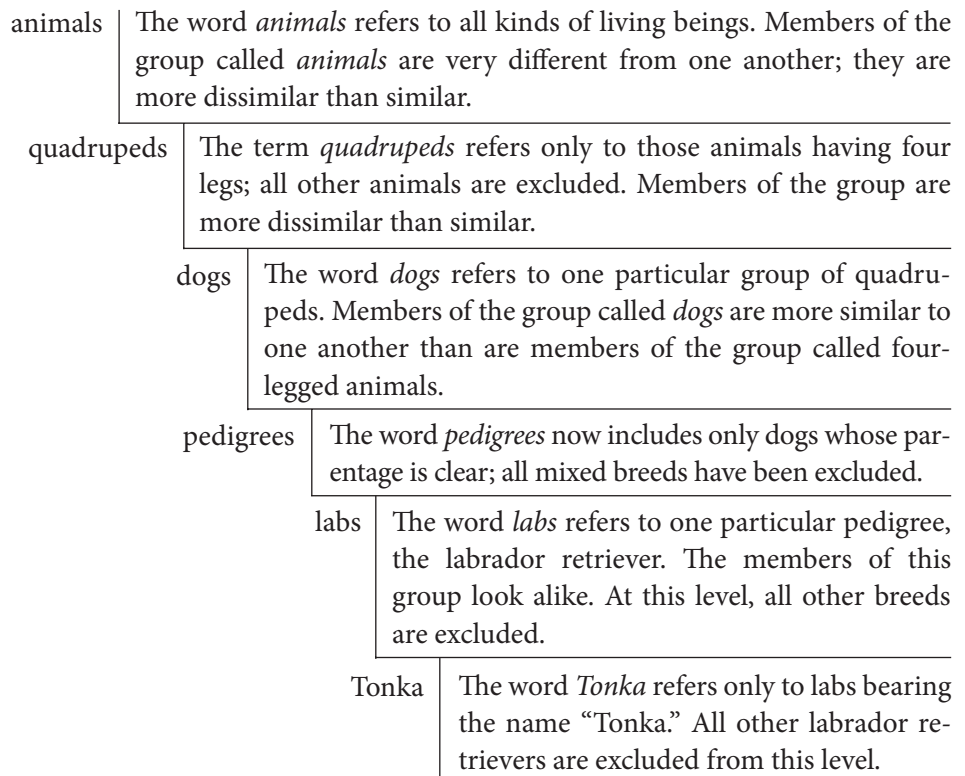 animals The word animals refers to all kinds of living beings. Members of the
group called animals are very different from one another; they are
more dissimilar than similar.
quadrupeds The term quadrupeds refers only to those animals having four
legs; all other animals are excluded. Members of the group are
more dissimilar than similar.
dogs The word dogs refers to one particular group of quadru-
peds. Members of the group called dogs are more similar to
one another than are members of the group called four-
legged animals.
pedigrees The word pedigrees now includes only dogs whose par-
entage is clear; all mixed breeds have been excluded.
labs The word labs refers to one particular pedigree,
the labrador retriever. The members of this
group look alike. At this level, all other breeds
are excluded.
Tonka The word Tonka refers only to labs bearing
the name “Tonka.” All other labrador re-
trievers are excluded from this level.